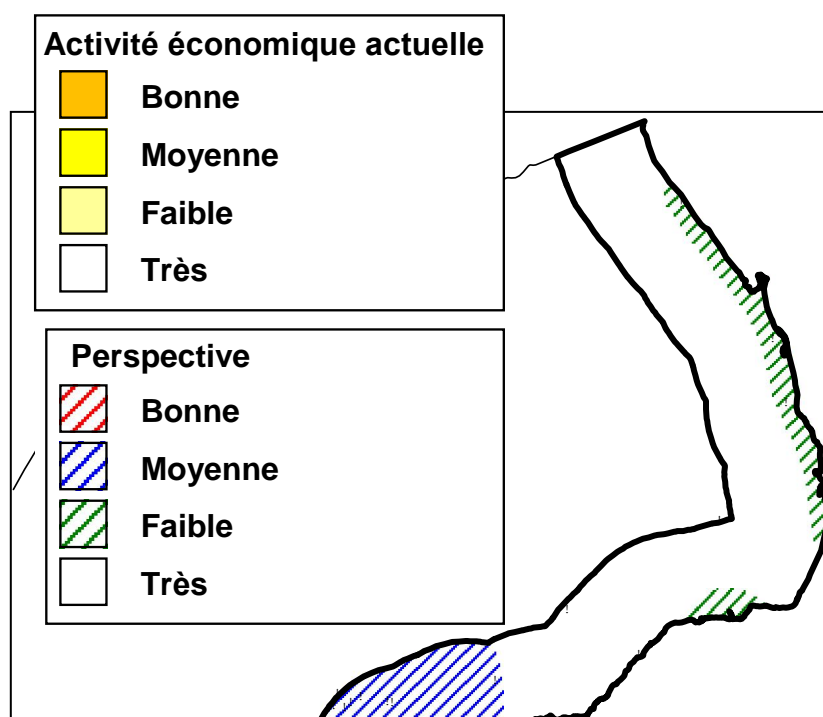 Activité économique actuelle
Bonne
Moyenne
Faible
Très
Perspective
Bonne
Moyenne
Faible
Très